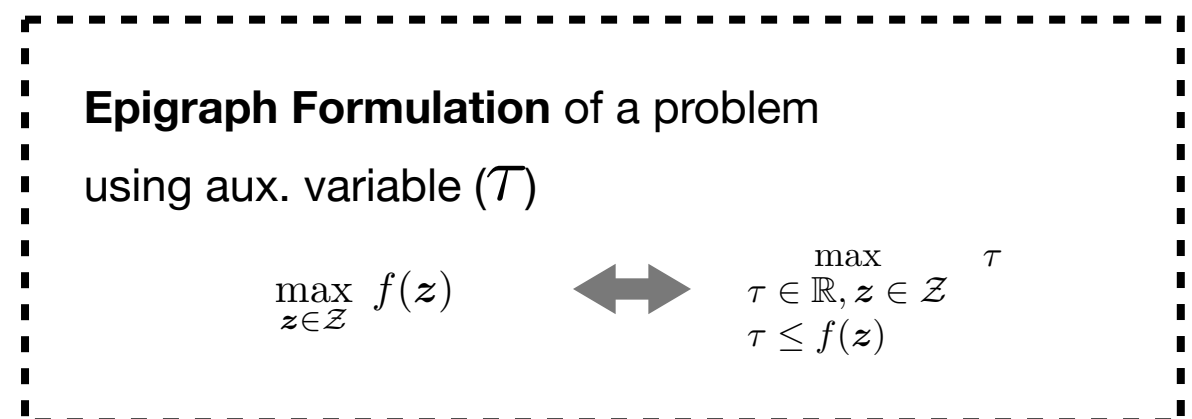 Epigraph Formulation of a problem
using aux. variable (τ)
max f(z)
z∈Z
max τ
τ ∈ ℝ, z ∈ Z
τ ≤ f(z)